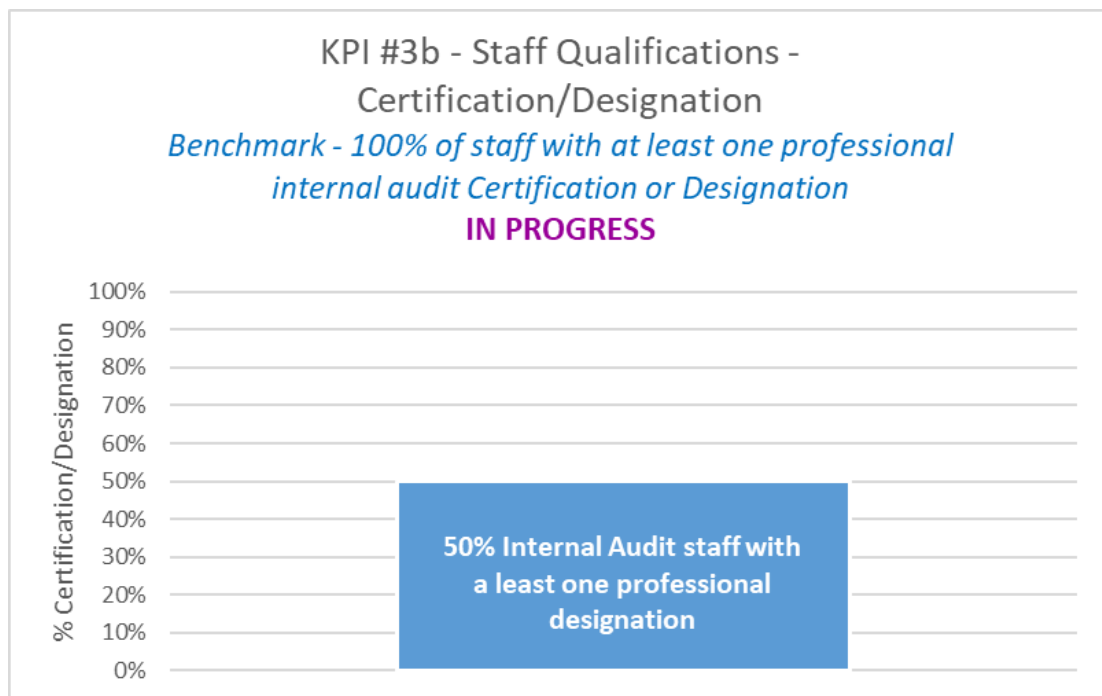 KPI #3b - Staff Qualifications -
Certification/Designation
Benchmark - 100% of staff with at least one professional
internal audit Certification or Designation
IN PROGRESS
% Certification/Designation
100%
90%
80%
70%
60%
50%
40%
30%
20%
10%
0%
50% Internal Audit staff with
a least one professional
designation